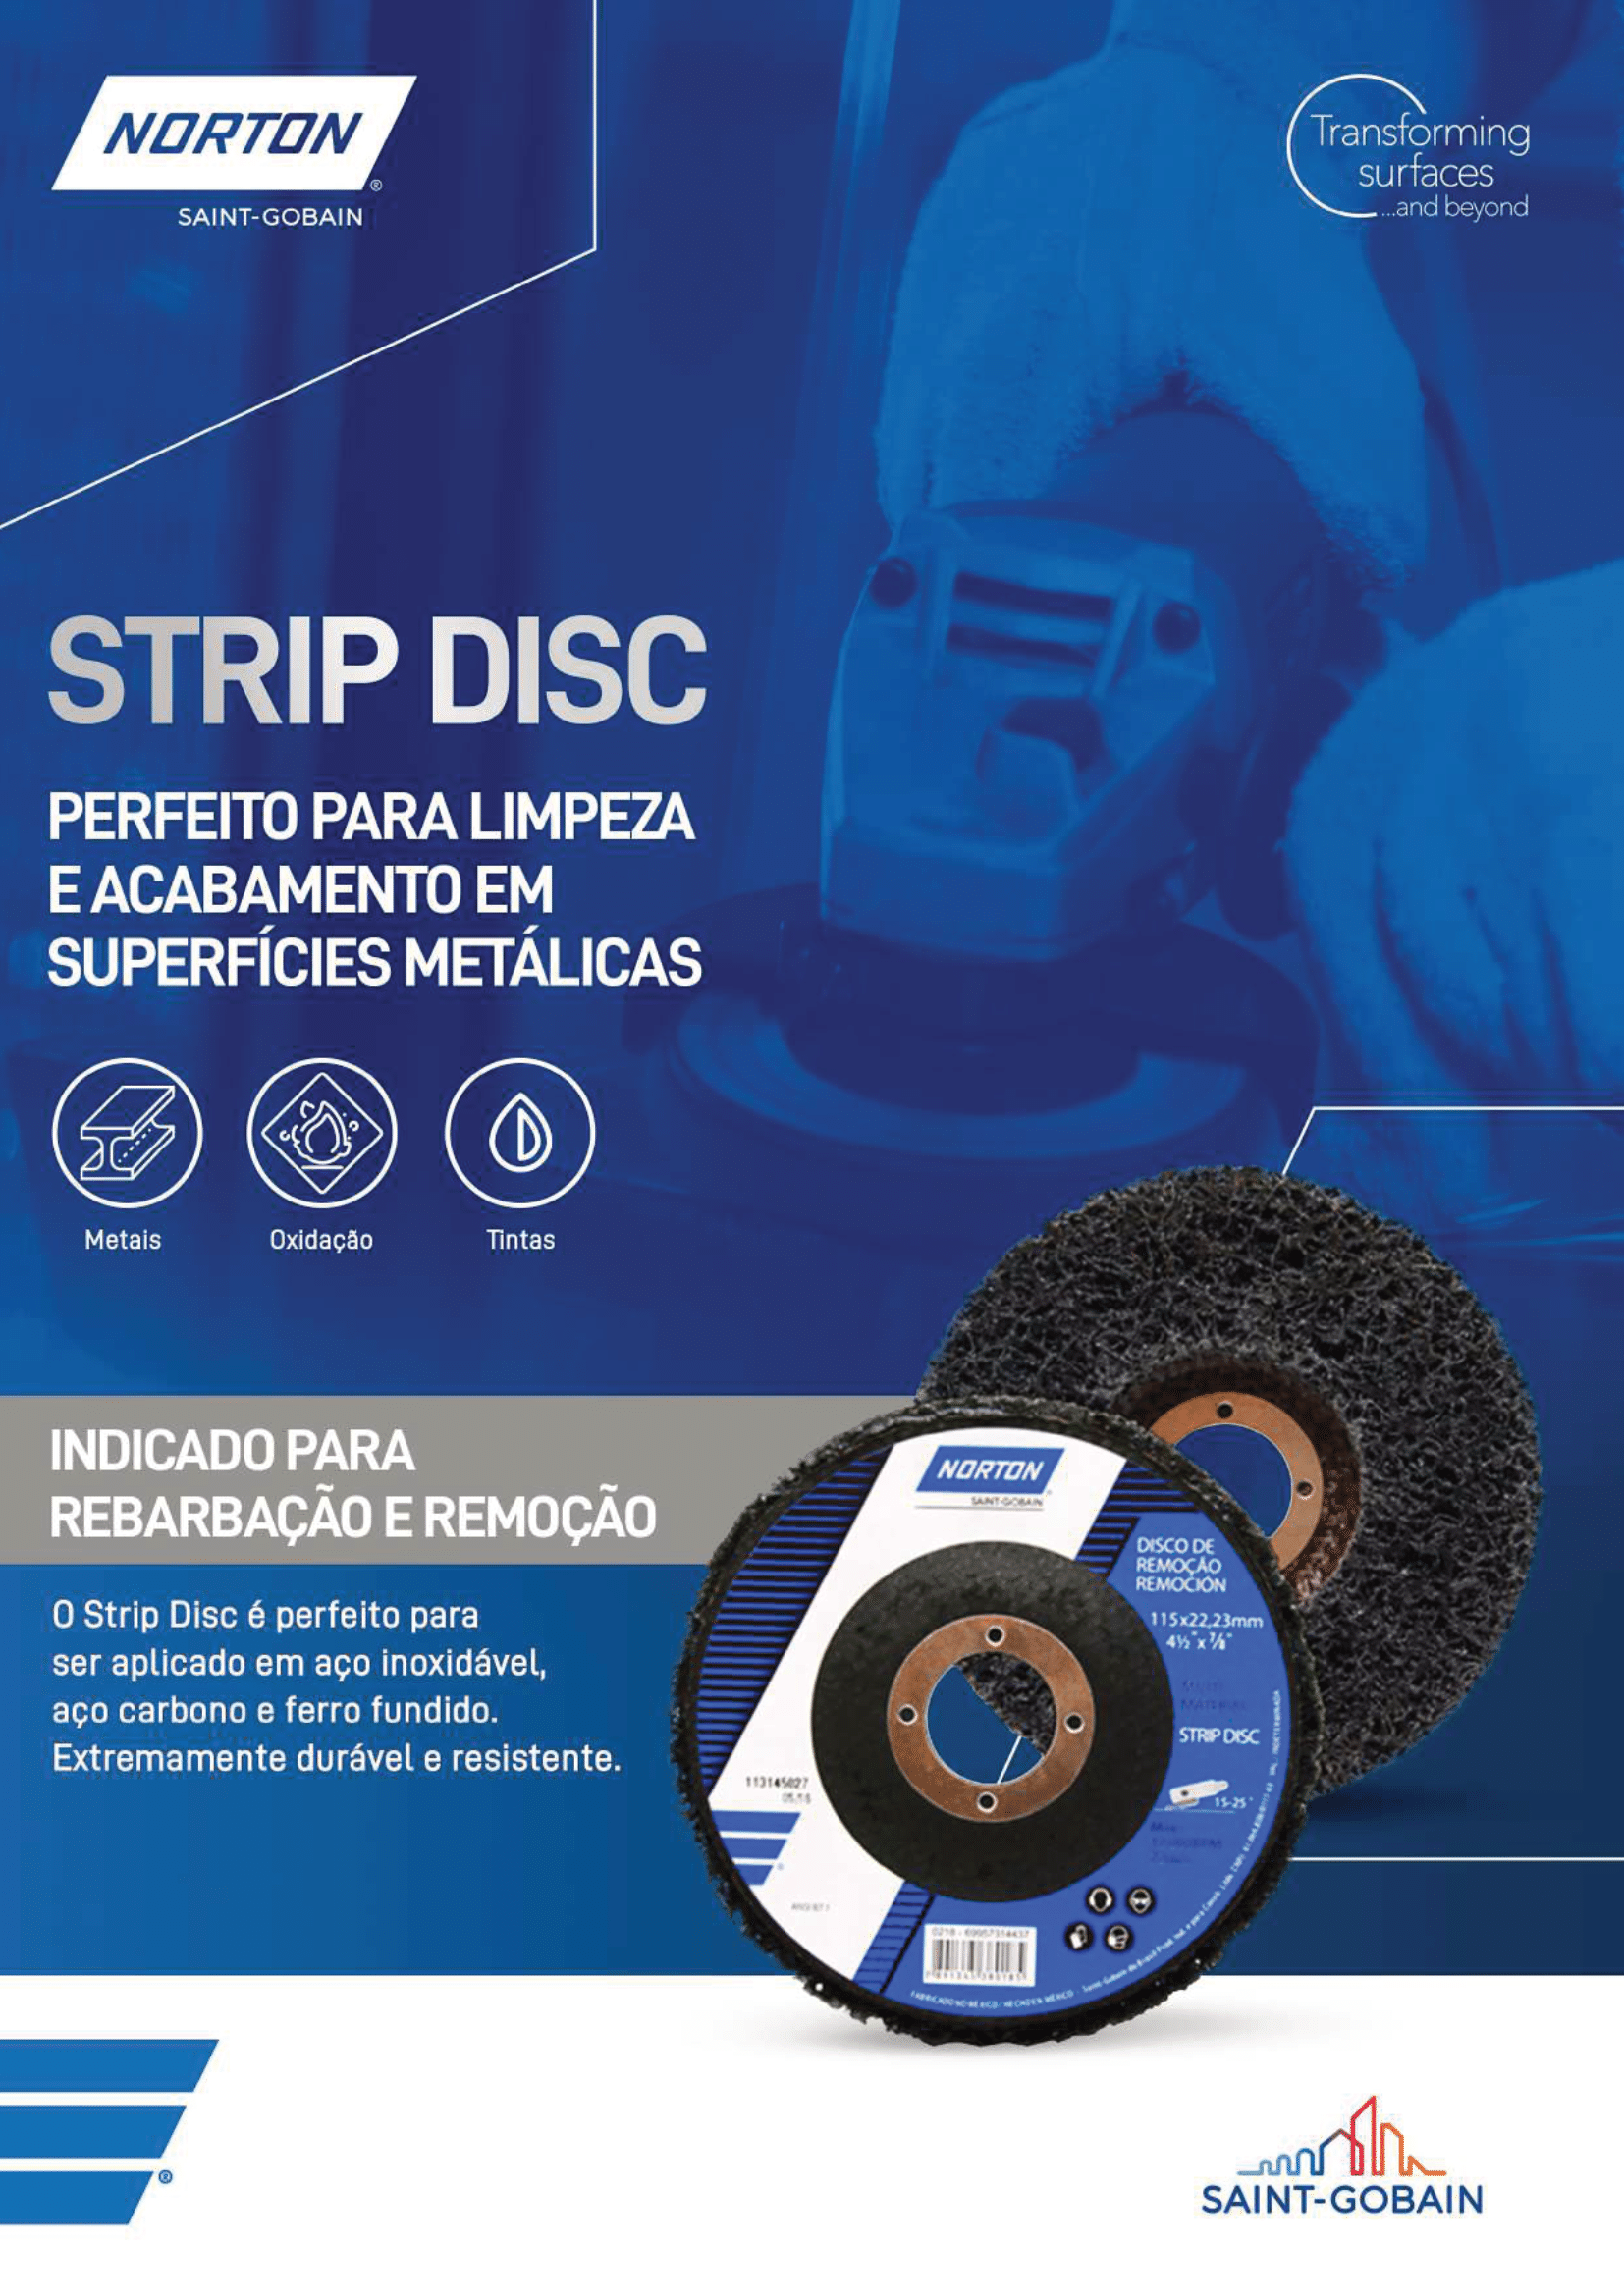 NORTON
®
SAINT-GOBAIN
Transforming
surfaces
...and beyond
STRIP DISC
PERFEITO PARA LIMPEZA
E ACABAMENTO EM
SUPERFÍCIES METÁLICAS
Metais
Oxidação
Tintas
INDICADO PARA
REBARBAÇÃO E REMOÇÃO
O Strip Disc é perfeito para
ser aplicado em aço inoxidável,
aço carbono e ferro fundido.
Extremamente durável e resistente.
NORTON
SAINT-GOBAIN
DISCO DE
REMOÇÃO
REMOCIÓN
115x22,23mm
4½"x⅞"
STRIP DISC
15-25°
113145027
®
SAINT-GOBAIN